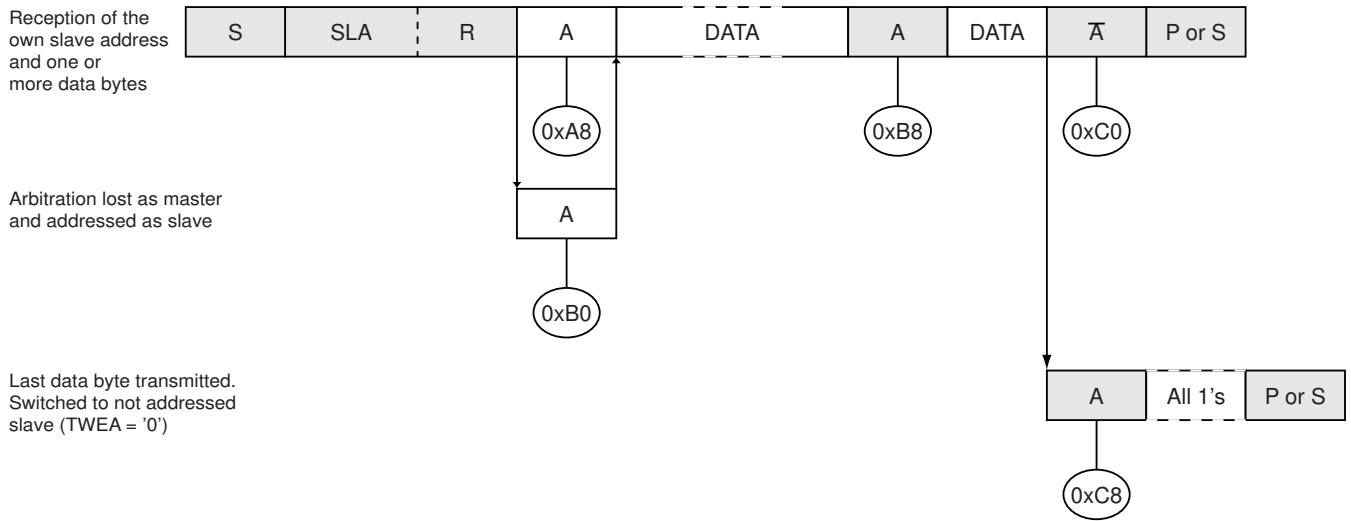 Reception of the
own slave address
and one or
more data bytes
S SLA R A DATA A DATA A̅ P or S
0xA8 0xB8 0xC0
Arbitration lost as master
and addressed as slave
A
0xB0
Last data byte transmitted.
Switched to not addressed
slave (TWEA = '0')
A All 1's P or S
0xC8